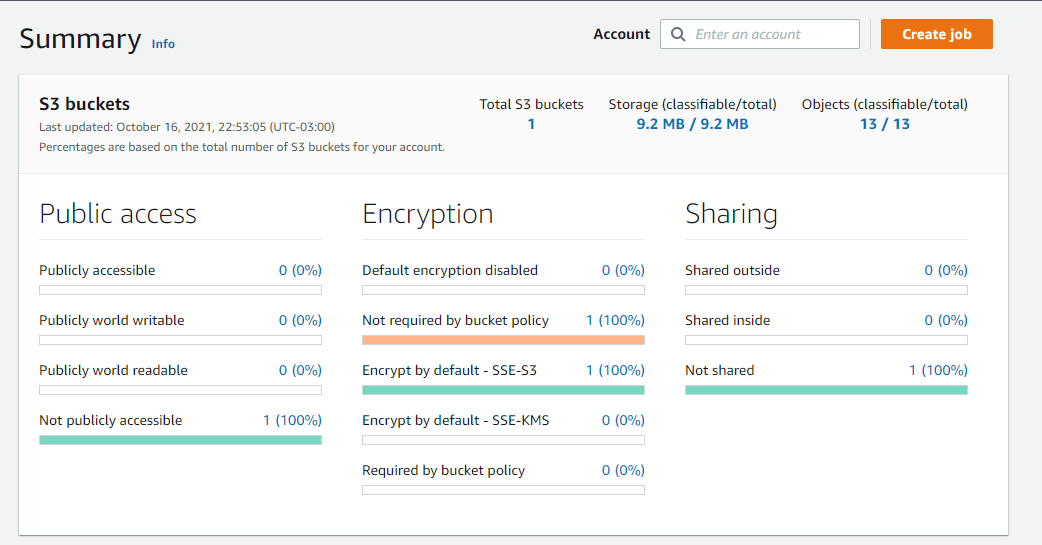 Summary Info
Account Enter an account Create job
S3 buckets
Last updated: October 16, 2021, 22:53:05 (UTC-03:00)
Percentages are based on the total number of S3 buckets for your account.
Total S3 buckets
1
Storage (classifiable/total)
9.2 MB / 9.2 MB
Objects (classifiable/total)
13 / 13
Public access
Publicly accessible 0 (0%)
Publicly world writable 0 (0%)
Publicly world readable 0 (0%)
Not publicly accessible 1 (100%)
Encryption
Default encryption disabled 0 (0%)
Not required by bucket policy 1 (100%)
Encrypt by default - SSE-S3 1 (100%)
Encrypt by default - SSE-KMS 0 (0%)
Required by bucket policy 0 (0%)
Sharing
Shared outside 0 (0%)
Shared inside 0 (0%)
Not shared 1 (100%)